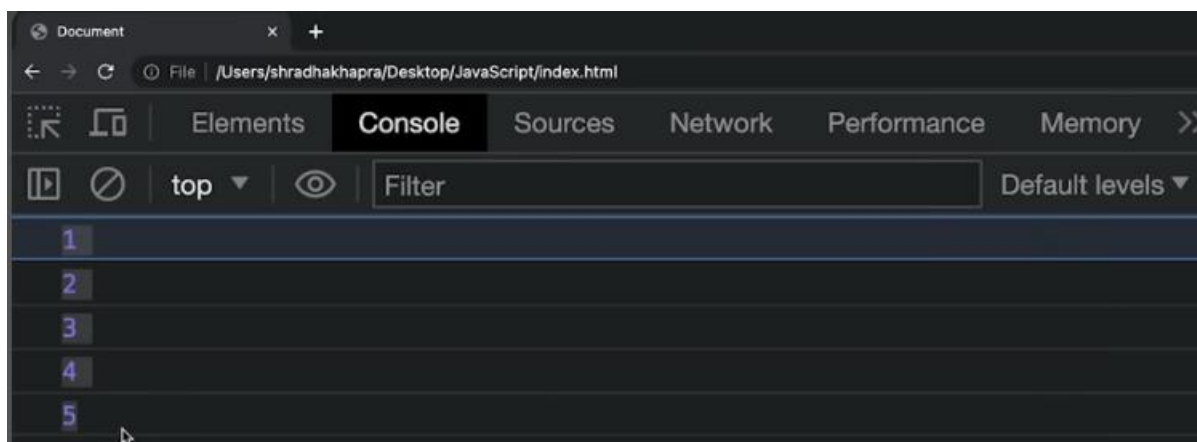 Document × +
File | /Users/shradhakhapra/Desktop/JavaScript/index.html
Elements Console Sources Network Performance Memory
top Filter Default levels
1
2
3
4
5